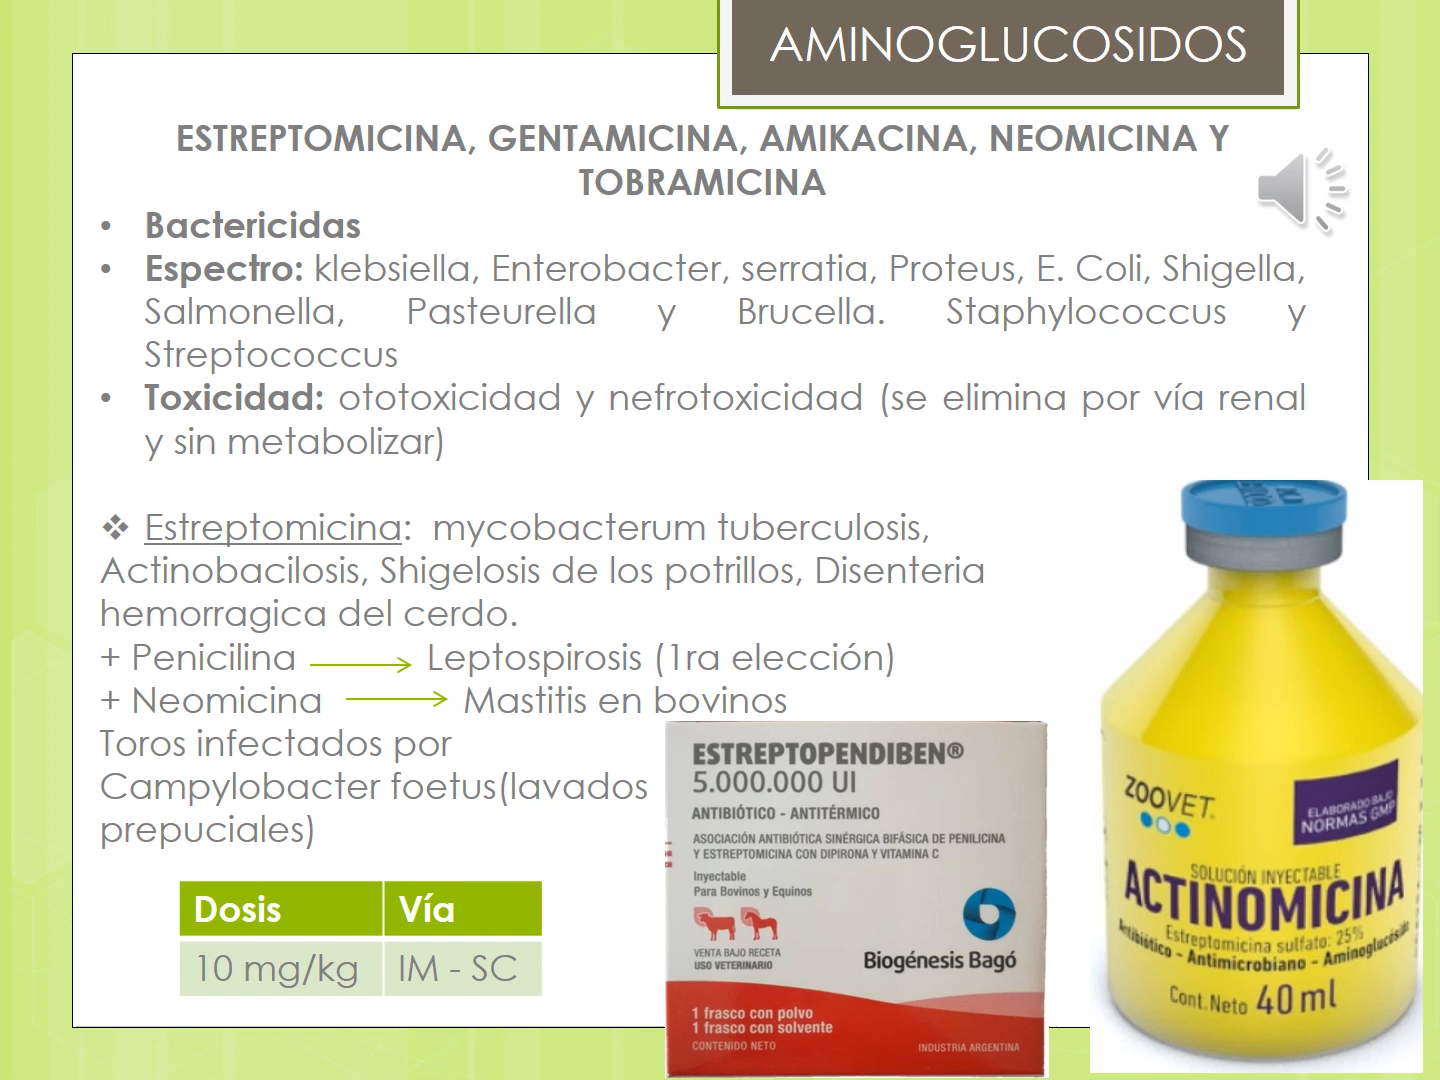 AMINOGLUCOSIDOS
ESTREPTOMICINA, GENTAMICINA, AMIKACINA, NEOMICINA Y
TOBRAMICINA
• Bactericidas
• Espectro: klebsiella, Enterobacter, serratia, Proteus, E. Coli, Shigella,
Salmonella, Pasteurella y Brucella. Staphylococcus y
Streptococcus
• Toxicidad: ototoxicidad y nefrotoxicidad (se elimina por vía renal
y sin metabolizar)
❖ Estreptomicina: mycobacterum tuberculosis,
Actinobacilosis, Shigelosis de los potrillos, Disenteria
hemorragica del cerdo.
+ Penicilina → Leptospirosis (1ra elección)
+ Neomicina → Mastitis en bovinos
Toros infectados por
Campylobacter foetus(lavados
prepuciales)
Dosis Vía
10 mg/kg IM - SC
ESTREPTOPENDIBEN®
5.000.000 UI
ANTIBIÓTICO - ANTITÉRMICO
ASOCIACIÓN ANTIBIÓTICA SINÉRGICA BIFÁSICA DE PENILICINA
Y ESTREPTOMICINA CON DIPIRONA Y VITAMINA C
Inyectable
Para Bovinos y Equinos
VENTA BAJO RECETA
USO VETERINARIO
Biogénesis Bagó
1 frasco con polvo
1 frasco con solvente
CONTENIDO NETO
INDUSTRIA ARGENTINA
ZOOVET
ELABORADO BAJO
NORMAS GMP
SOLUCIÓN INYECTABLE
ACTINOMICINA
Estreptomicina sulfato: 25%
Antibiótico - Antimicrobiano - Aminoglucósido
Cont. Neto 40 ml